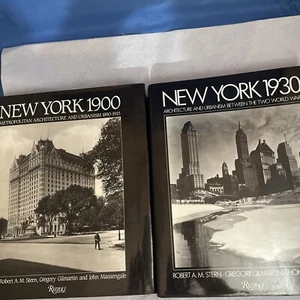 NEW YORK 1900
METROPOLITAN ARCHITECTURE AND URBANISM 1890-1915
Robert A.M. Stern, Gregory Gilmartin and John Massengale
Rizzoli
NEW YORK 1930
ARCHITECTURE AND URBANISM BETWEEN THE TWO WORLD WARS
ROBERT A.M. STERN · GREGORY GILMARTIN · THOM
Rizzoli